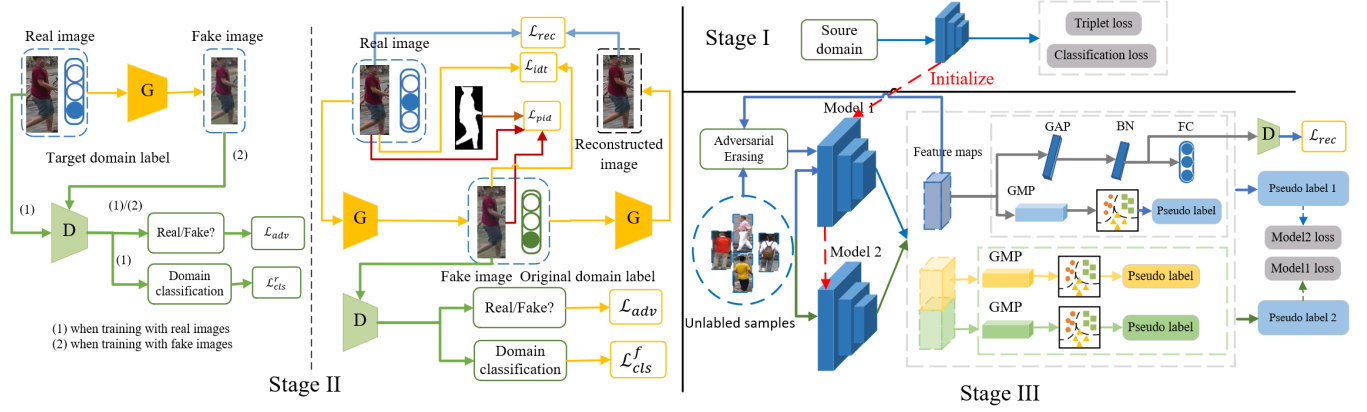 Real image
Fake image
G
Target domain label
(2)
(1)
(1)/(2)
D
Real/Fake?
ℒadv
(1)
Domain
classification
ℒ^r_cls
(1) when training with real images
(2) when training with fake images
Real image
ℒrec
ℒidt
ℒpid
Reconstructed
image
G
G
Fake image
Original domain label
D
Real/Fake?
ℒadv
Domain
classification
ℒ^f_cls
Stage II
Stage I
Soure
domain
Triplet loss
Classification loss
Initialize
Model 1
Adversarial
Erasing
Model 2
Unlabled samples
Feature maps
GAP
BN
FC
D
ℒrec
GMP
Pseudo label
GMP
Pseudo label
GMP
Pseudo label
Pseudo label 1
Model2 loss
Model1 loss
Pseudo label 2
Stage III